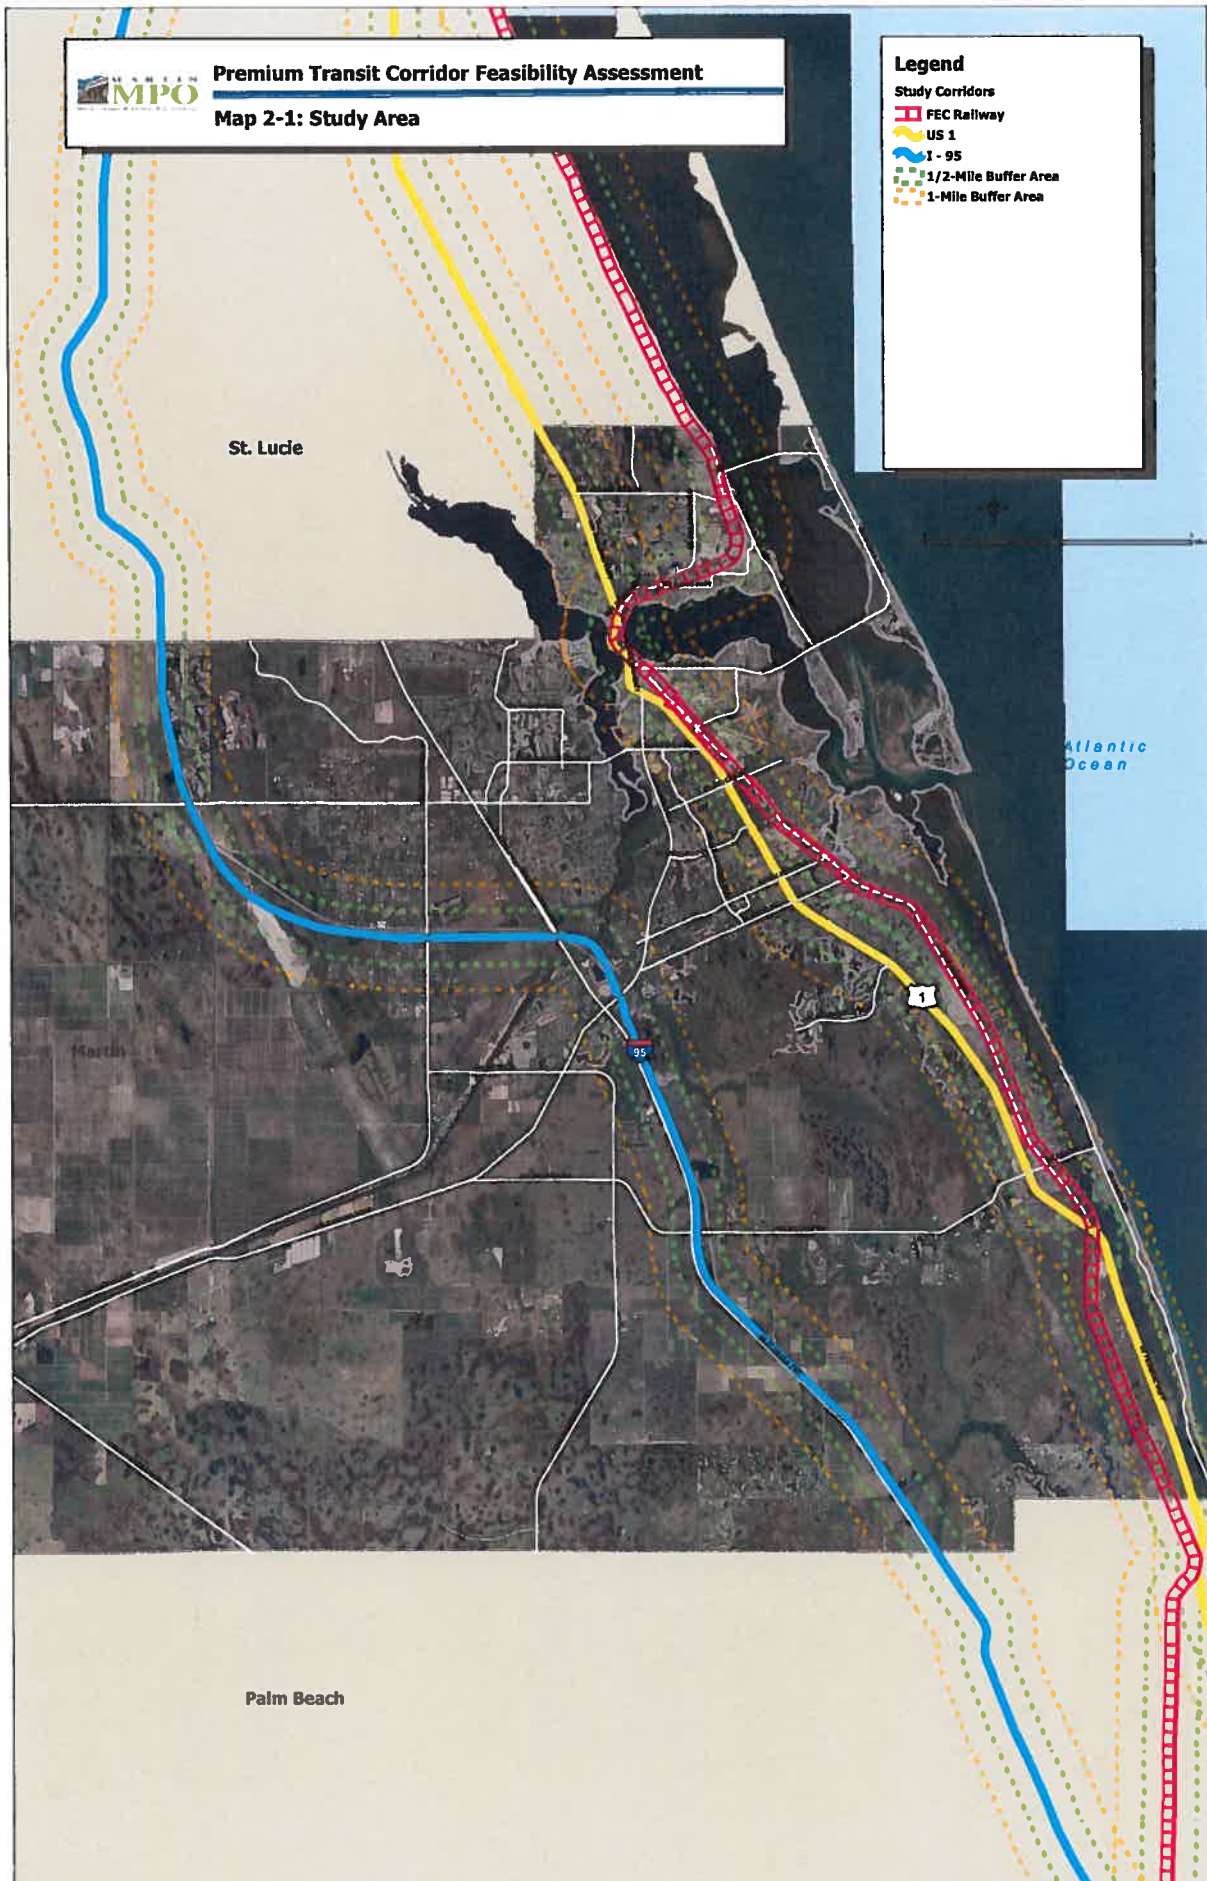 MARTIN
MPO
Premium Transit Corridor Feasibility Assessment
Map 2-1: Study Area
Legend
Study Corridors
FEC Railway
US 1
I - 95
1/2-Mile Buffer Area
1-Mile Buffer Area
St. Lucie
Atlantic
Ocean
1
95
Martin
Palm Beach